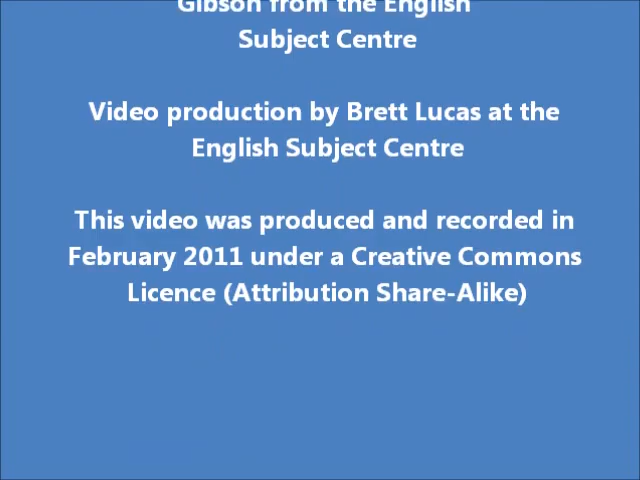 Gibson from the English
Subject Centre
Video production by Brett Lucas at the
English Subject Centre
This video was produced and recorded in
February 2011 under a Creative Commons
Licence (Attribution Share-Alike)